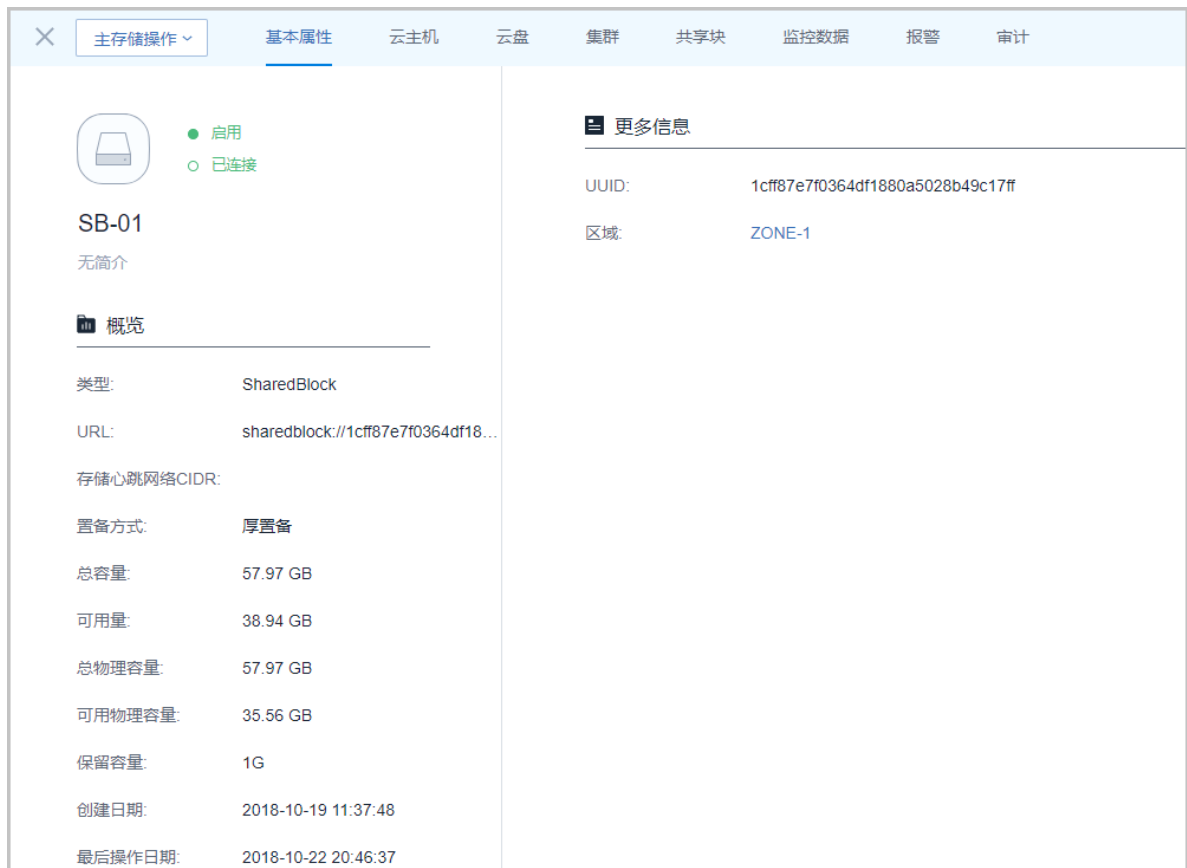 主存储操作 基本属性 云主机 云盘 集群 共享块 监控数据 报警 审计
启用
已连接
SB-01
无简介
概览
类型: SharedBlock
URL: sharedblock://1cff87e7f0364df18...
存储心跳网络CIDR:
置备方式: 厚置备
总容量: 57.97 GB
可用量: 38.94 GB
总物理容量: 57.97 GB
可用物理容量: 35.56 GB
保留容量: 1G
创建日期: 2018-10-19 11:37:48
最后操作日期: 2018-10-22 20:46:37
更多信息
UUID: 1cff87e7f0364df1880a5028b49c17ff
区域: ZONE-1